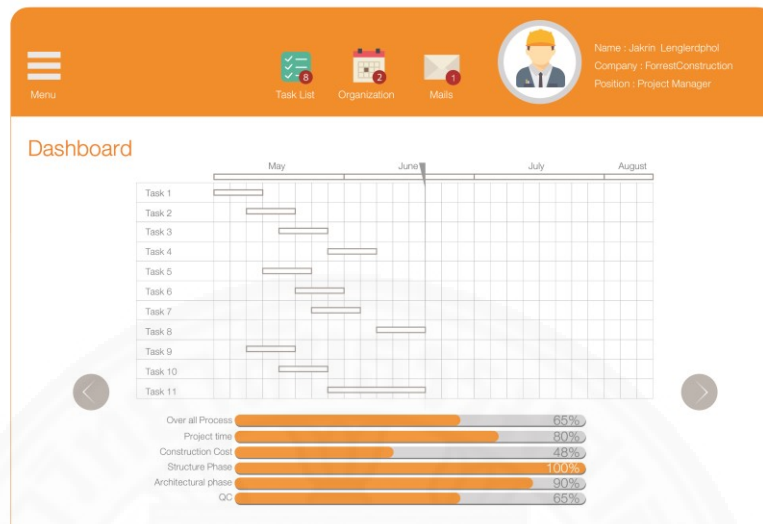 Menu
8
Task List
2
Organization
1
Mails
Name : Jakrin Lenglerdphol
Company : ForrestConstruction
Position : Project Manager
Dashboard
May June July August
Task 1
Task 2
Task 3
Task 4
Task 5
Task 6
Task 7
Task 8
Task 9
Task 10
Task 11
Over all Process 65%
Project time 80%
Construction Cost 48%
Structure Phase 100%
Architectural phase 90%
QC 65%